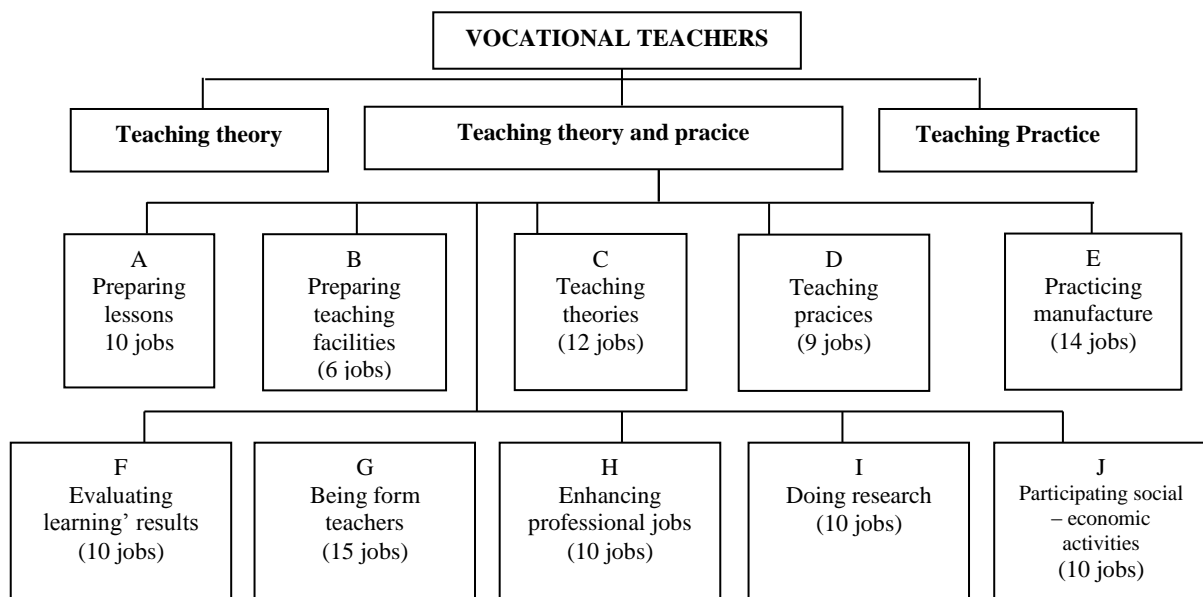 VOCATIONAL TEACHERS
Teaching theory
Teaching theory and pracice
Teaching Practice
A
Preparing
lessons
10 jobs
B
Preparing
teaching
facilities
(6 jobs)
C
Teaching
theories
(12 jobs)
D
Teaching
pracices
(9 jobs)
E
Practicing
manufacture
(14 jobs)
F
Evaluating
learning’ results
(10 jobs)
G
Being form
teachers
(15 jobs)
H
Enhancing
professional jobs
(10 jobs)
I
Doing research
(10 jobs)
J
Participating social
– economic
activities
(10 jobs)